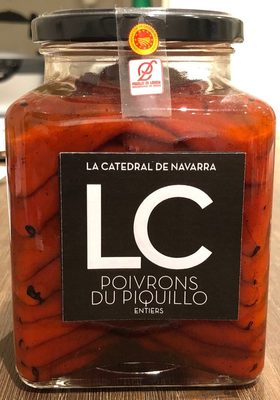 LA CATEDRAL DE NAVARRA
LC
POIVRONS
DU PIQUILLO
ENTIERS